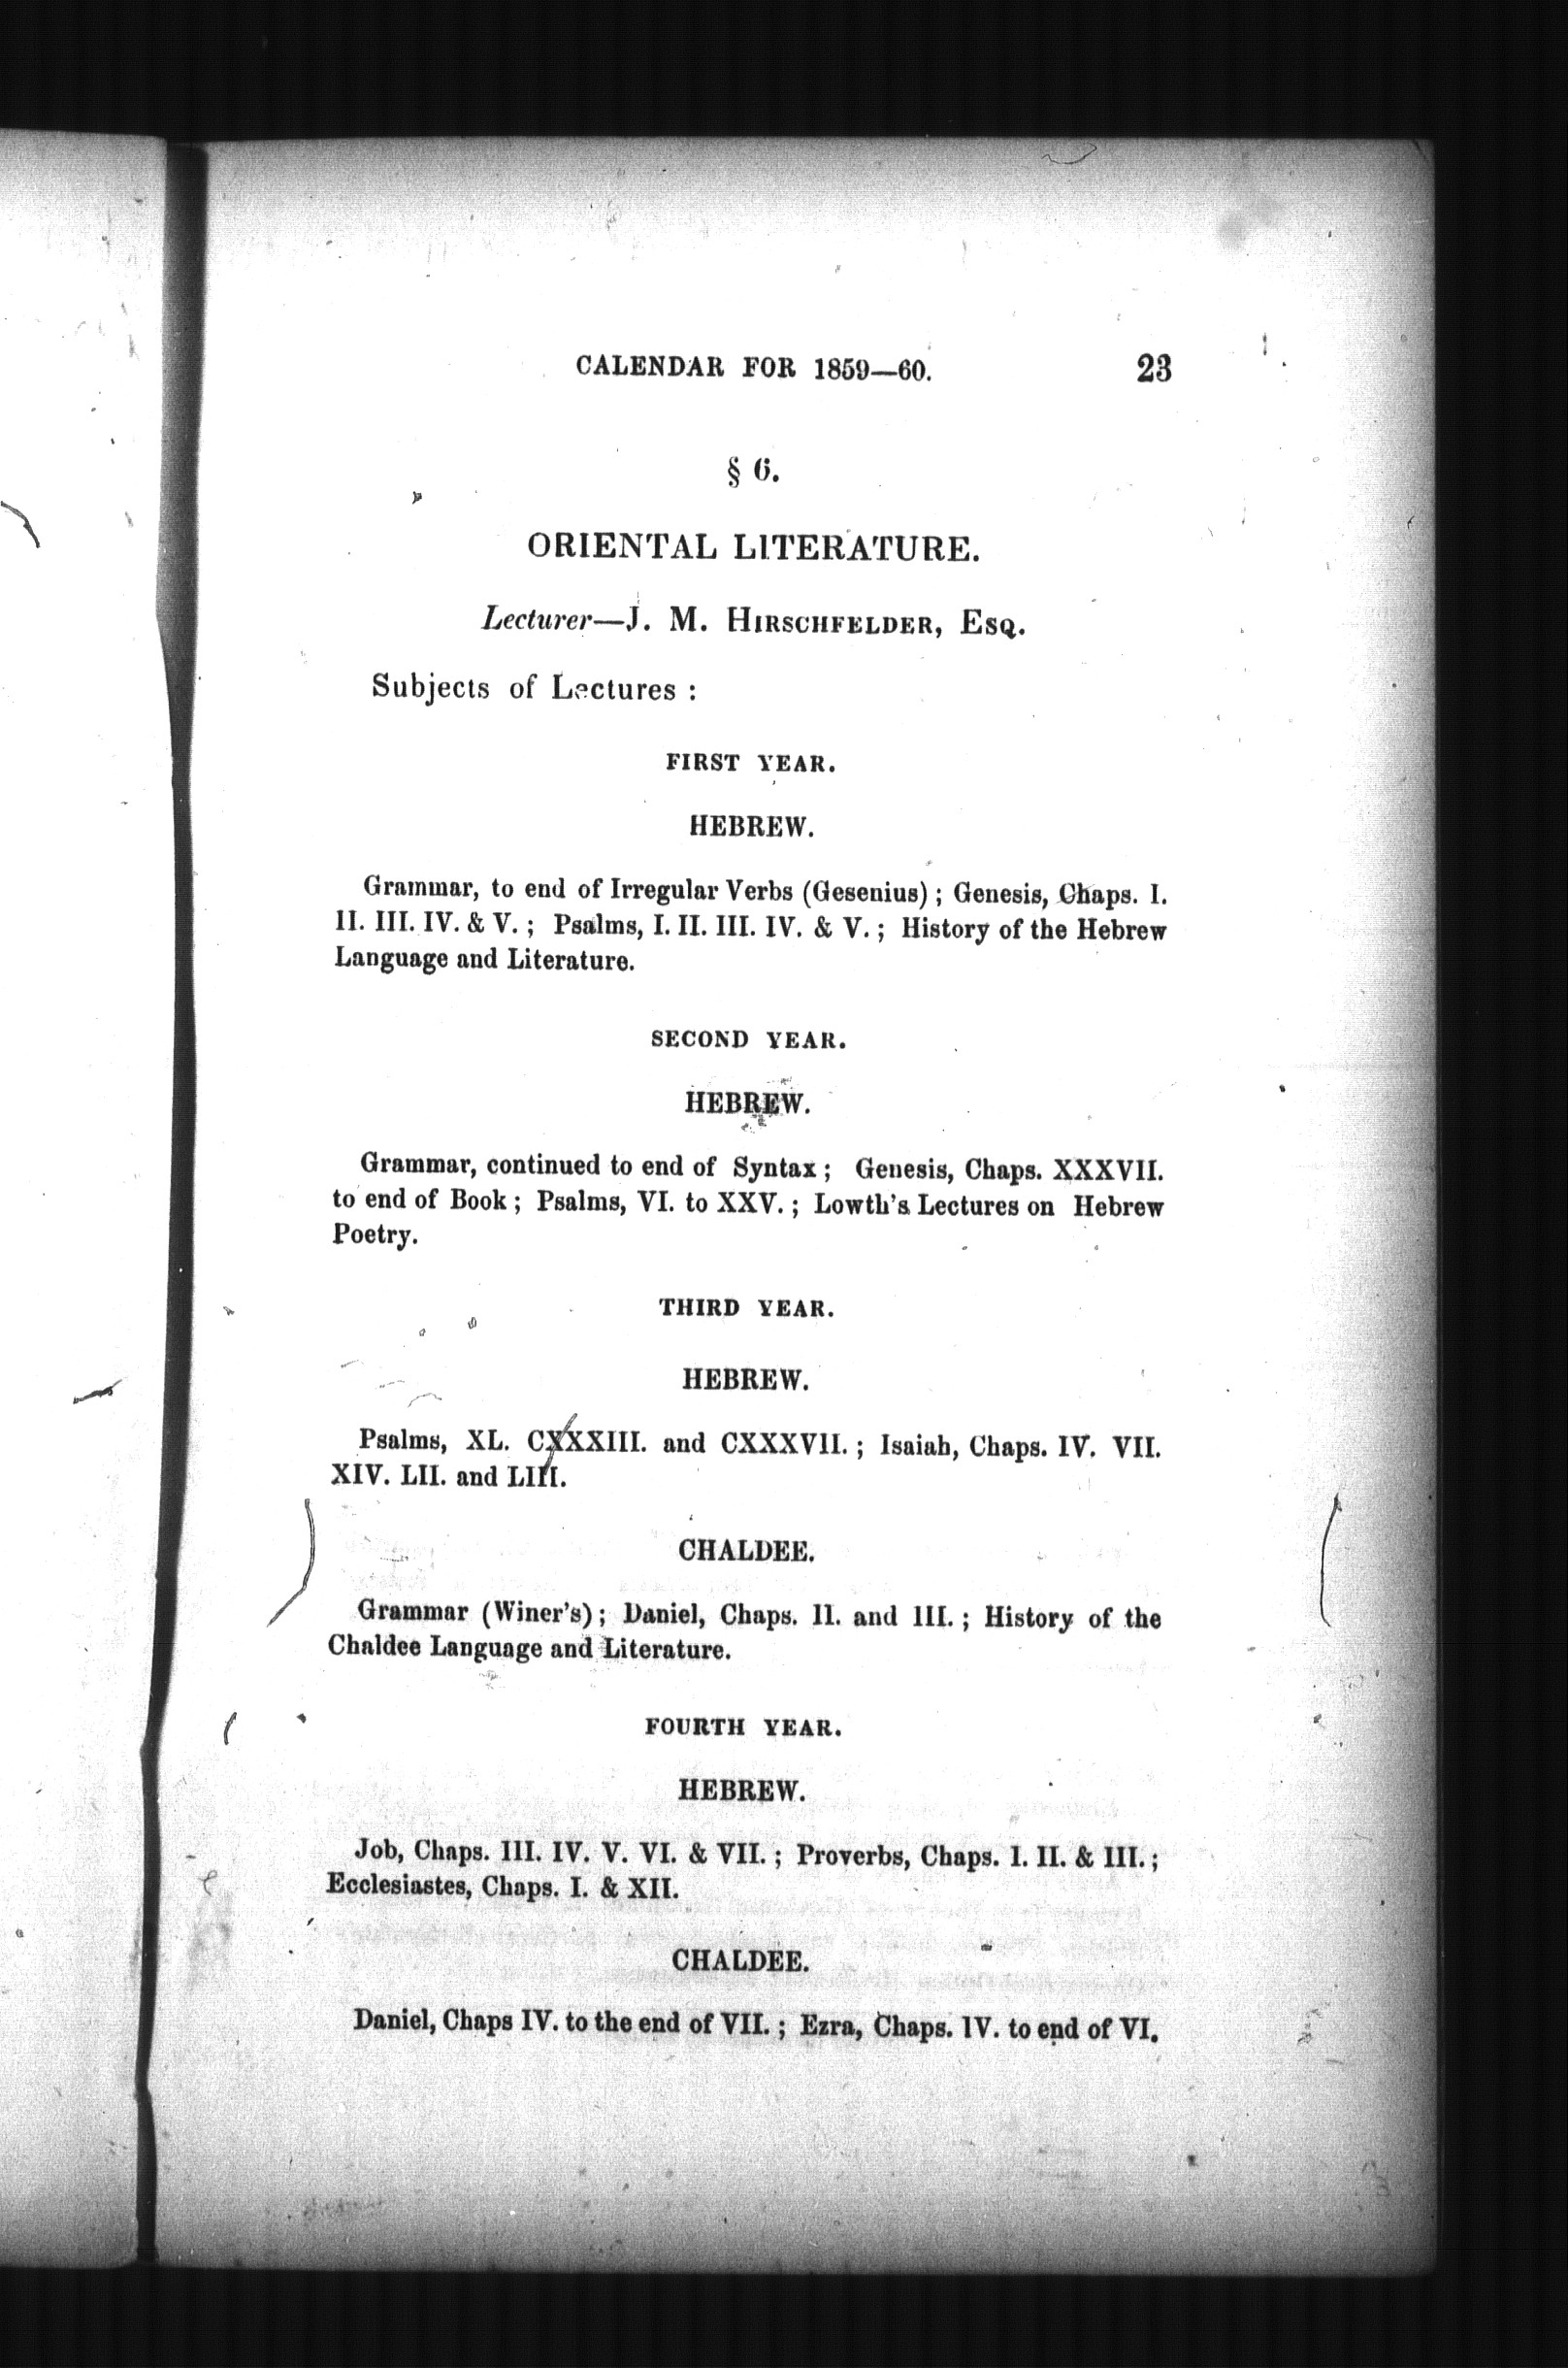 CALENDAR FOR 1859—60. 23
§ 6.
ORIENTAL LITERATURE.
Lecturer—J. M. HIRSCHFELDER, ESQ.
Subjects of Lectures :
FIRST YEAR.
HEBREW.
Grammar, to end of Irregular Verbs (Gesenius) ; Genesis, Chaps. I.
II. III. IV. & V. ; Psalms, I. II. III. IV. & V. ; History of the Hebrew
Language and Literature.
SECOND YEAR.
HEBREW.
Grammar, continued to end of Syntax ; Genesis, Chaps. XXXVII.
to end of Book ; Psalms, VI. to XXV. ; Lowth's Lectures on Hebrew
Poetry.
THIRD YEAR.
HEBREW.
Psalms, XL. CXXXIII. and CXXXVII. ; Isaiah, Chaps. IV. VII.
XIV. LII. and LIII.
CHALDEE.
Grammar (Winer's) ; Daniel, Chaps. II. and III. ; History of the
Chaldee Language and Literature.
FOURTH YEAR.
HEBREW.
Job, Chaps. III. IV. V. VI. & VII. ; Proverbs, Chaps. I. II. & III. ;
Ecclesiastes, Chaps. I. & XII.
CHALDEE.
Daniel, Chaps IV. to the end of VII. ; Ezra, Chaps. IV. to end of VI.